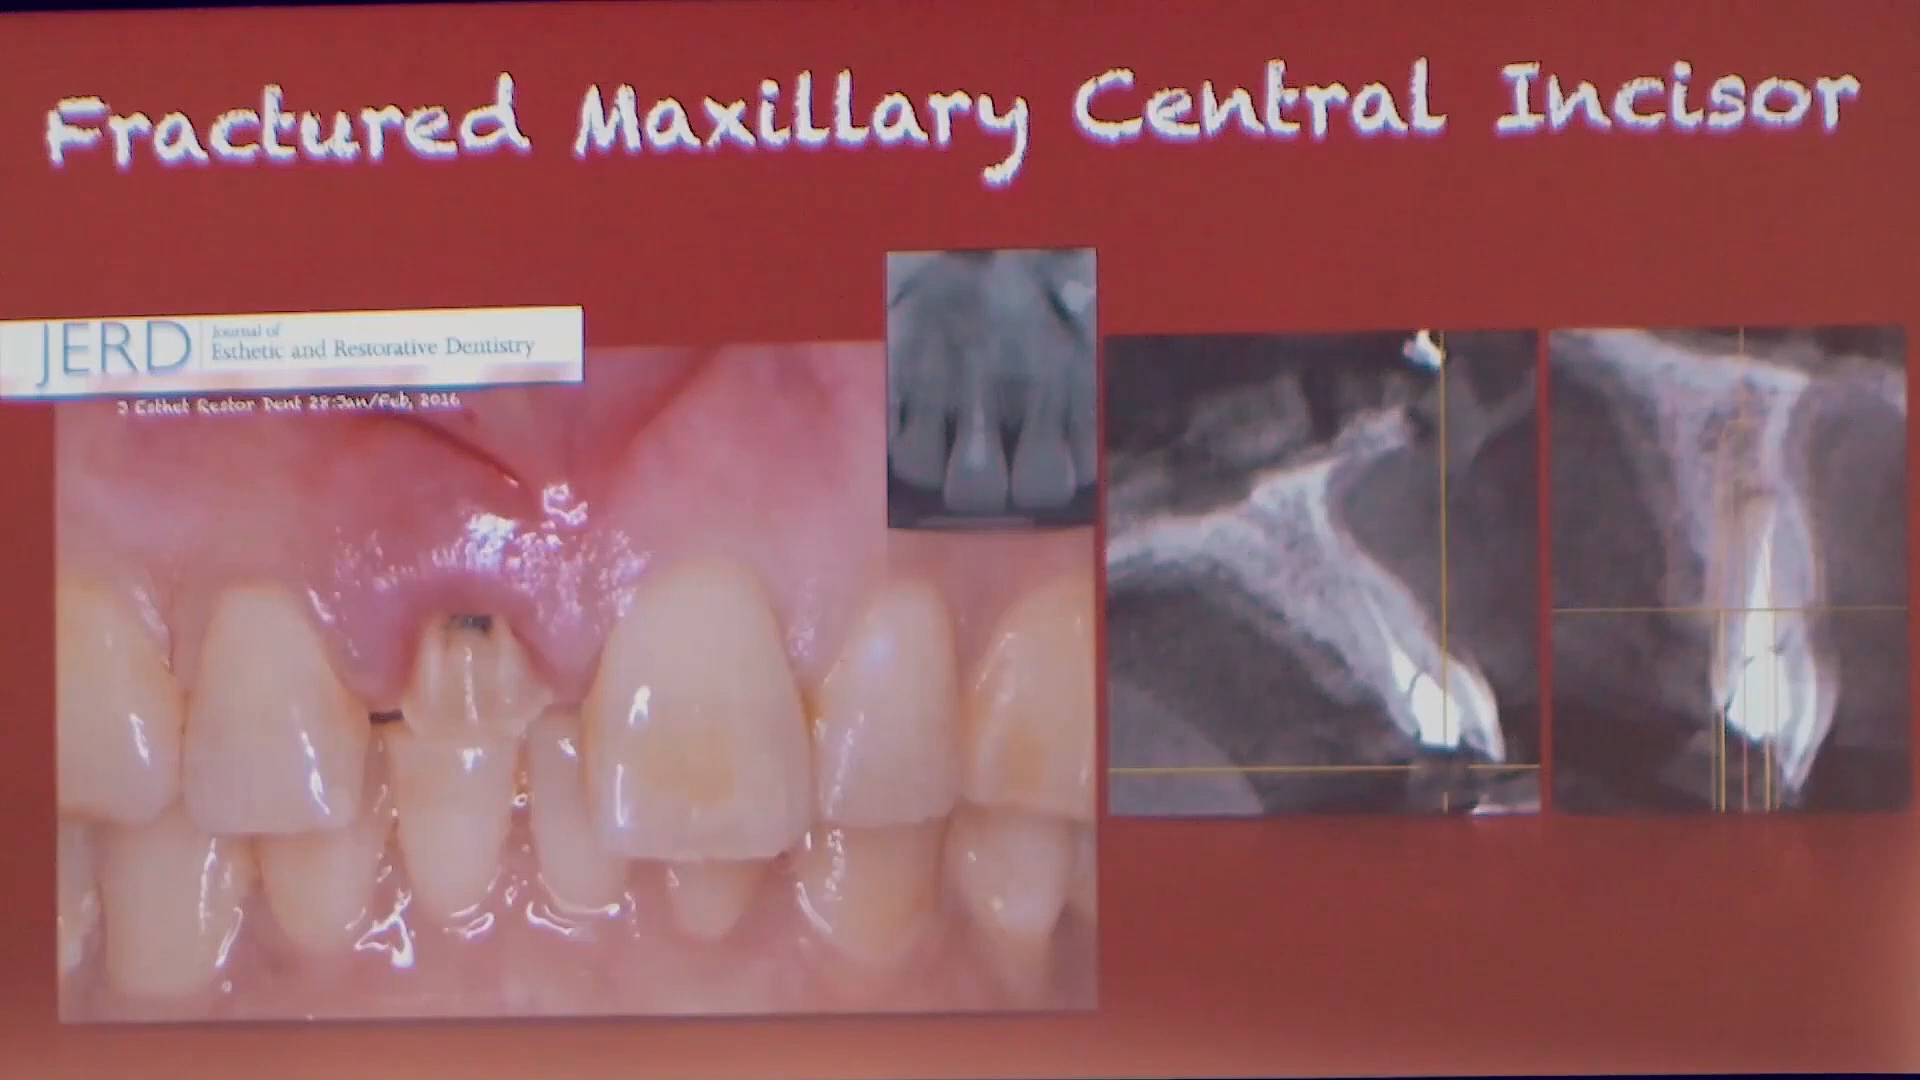 Fractured Maxillary Central Incisor
JERD
Journal of
Esthetic and Restorative Dentistry
J Esthet Restor Dent 28:Jan/Feb, 2016